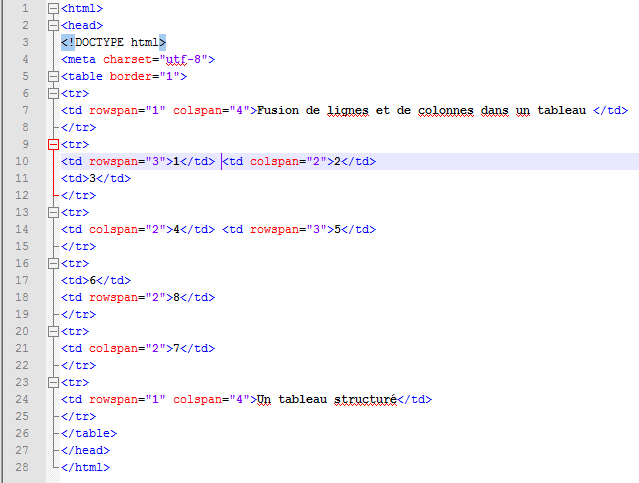 1 <html>
2 <head>
3 <!DOCTYPE html>
4 <meta charset="utf-8">
5 <table border="1">
6 <tr>
7 <td rowspan="1" colspan="4">Fusion de lignes et de colonnes dans un tableau </td>
8 </tr>
9 <tr>
10 <td rowspan="3">1</td> <td colspan="2">2</td>
11 <td>3</td>
12 </tr>
13 <tr>
14 <td colspan="2">4</td> <td rowspan="3">5</td>
15 </tr>
16 <tr>
17 <td>6</td>
18 <td rowspan="2">8</td>
19 </tr>
20 <tr>
21 <td colspan="2">7</td>
22 </tr>
23 <tr>
24 <td rowspan="1" colspan="4">Un tableau structuré</td>
25 </tr>
26 </table>
27 </head>
28 </html>